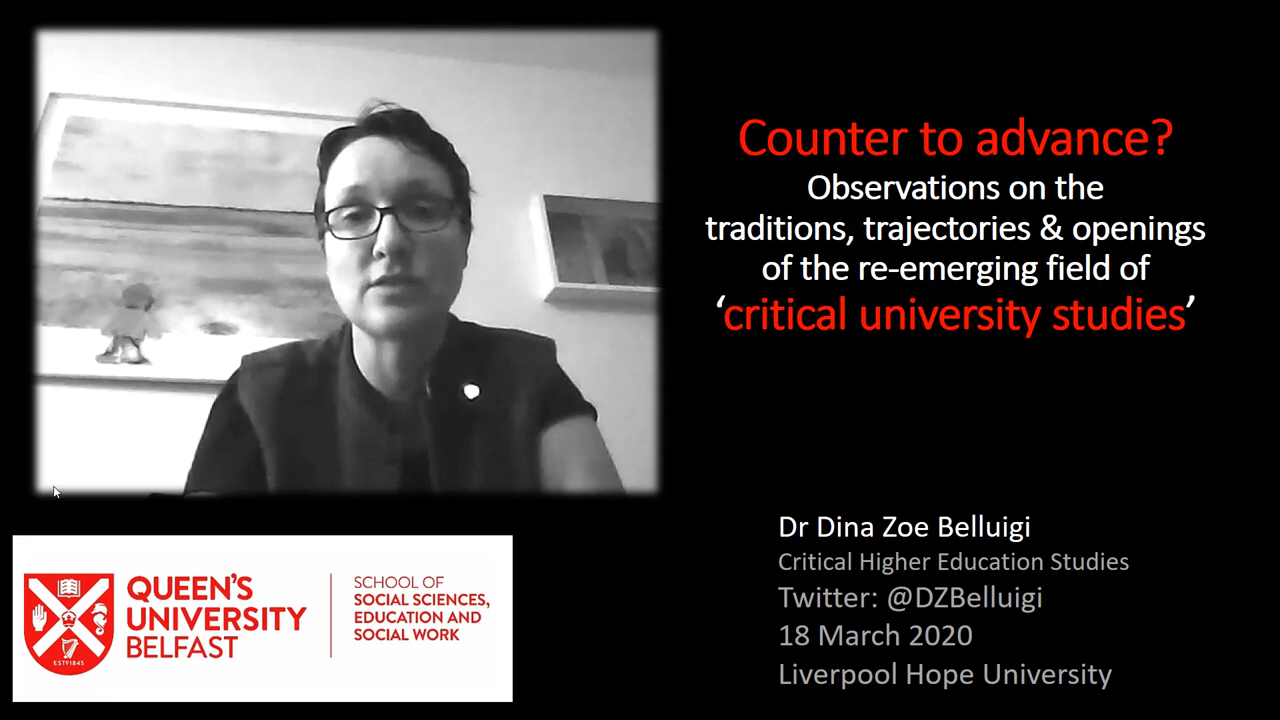 Counter to advance?
Observations on the
traditions, trajectories & openings
of the re-emerging field of
‘critical university studies’
QUEEN'S
UNIVERSITY
BELFAST
EST?1845
SCHOOL OF
SOCIAL SCIENCES,
EDUCATION AND
SOCIAL WORK
Dr Dina Zoe Belluigi
Critical Higher Education Studies
Twitter: @DZBelluigi
18 March 2020
Liverpool Hope University